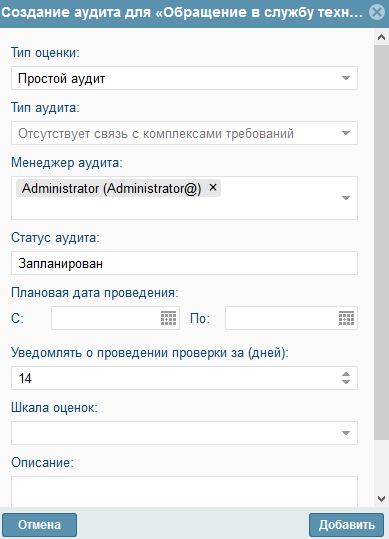 Создание аудита для «Обращение в службу техн...
Тип оценки:
Простой аудит
Тип аудита:
Отсутствует связь с комплексами требований
Менеджер аудита:
Administrator (Administrator@) ×
Статус аудита:
Запланирован
Плановая дата проведения:
С: По:
Уведомлять о проведении проверки за (дней):
14
Шкала оценок:
Описание:
Отмена Добавить